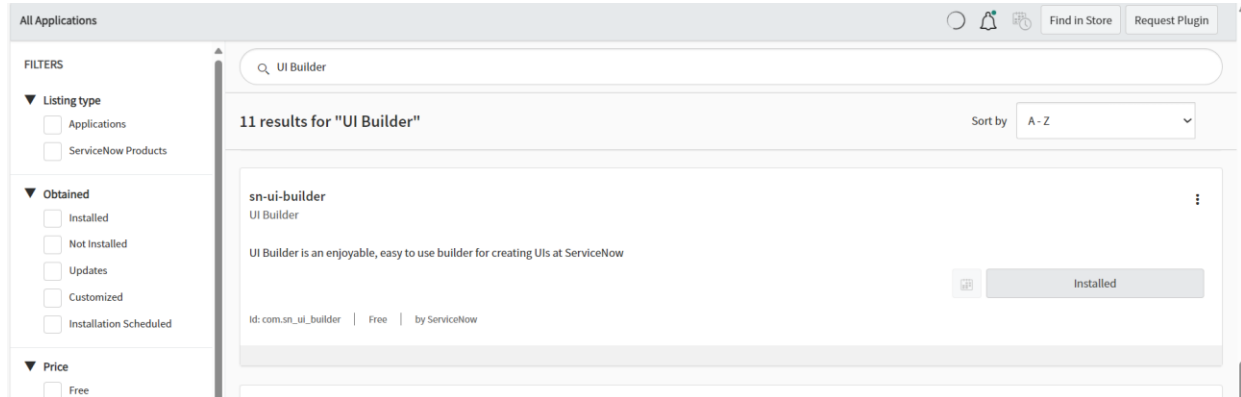 All Applications
Find in Store
Request Plugin
FILTERS
Listing type
Applications
ServiceNow Products
Obtained
Installed
Not Installed
Updates
Customized
Installation Scheduled
Price
Free
UI Builder
11 results for "UI Builder"
Sort by
A - Z
sn-ui-builder
UI Builder
UI Builder is an enjoyable, easy to use builder for creating UIs at ServiceNow
Installed
Id: com.sn_ui_builder | Free | by ServiceNow